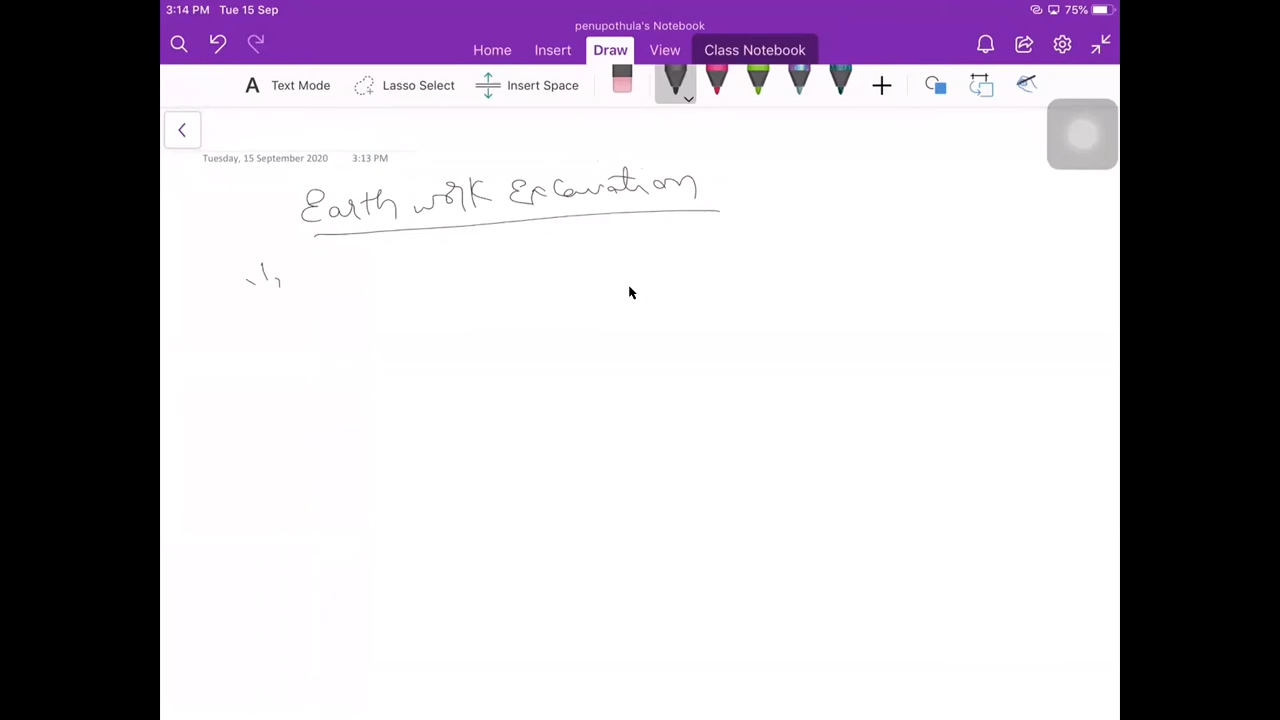 3:14 PM Tue 15 Sep 75%
penupothula's Notebook
Home Insert Draw View Class Notebook
A Text Mode Lasso Select Insert Space
Tuesday, 15 September 2020 3:13 PM
Earth work Excavation